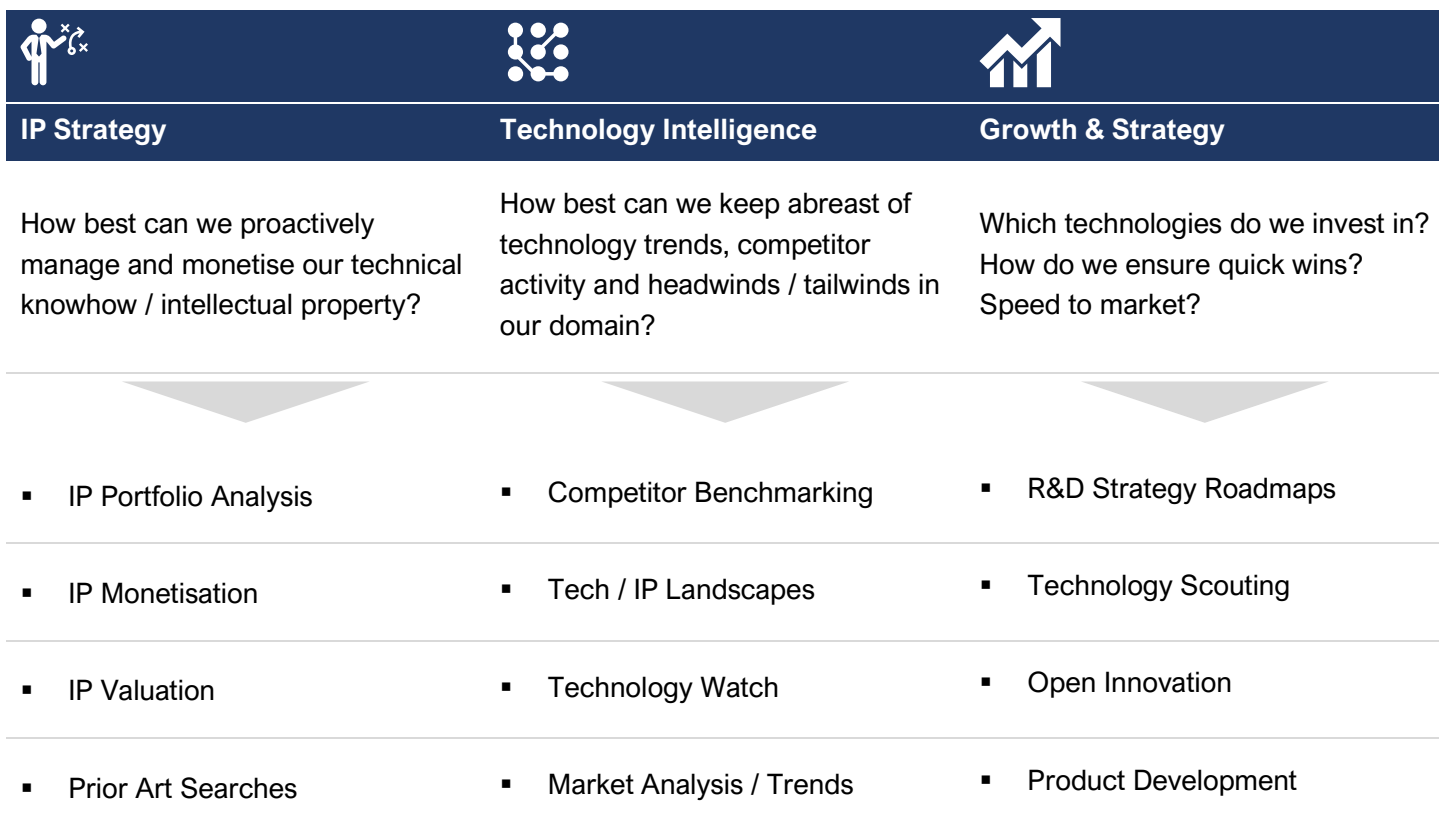 IP Strategy
Technology Intelligence
Growth & Strategy
How best can we proactively
manage and monetise our technical
knowhow / intellectual property?
How best can we keep abreast of
technology trends, competitor
activity and headwinds / tailwinds in
our domain?
Which technologies do we invest in?
How do we ensure quick wins?
Speed to market?
▪ IP Portfolio Analysis
▪ Competitor Benchmarking
▪ R&D Strategy Roadmaps
▪ IP Monetisation
▪ Tech / IP Landscapes
▪ Technology Scouting
▪ IP Valuation
▪ Technology Watch
▪ Open Innovation
▪ Prior Art Searches
▪ Market Analysis / Trends
▪ Product Development